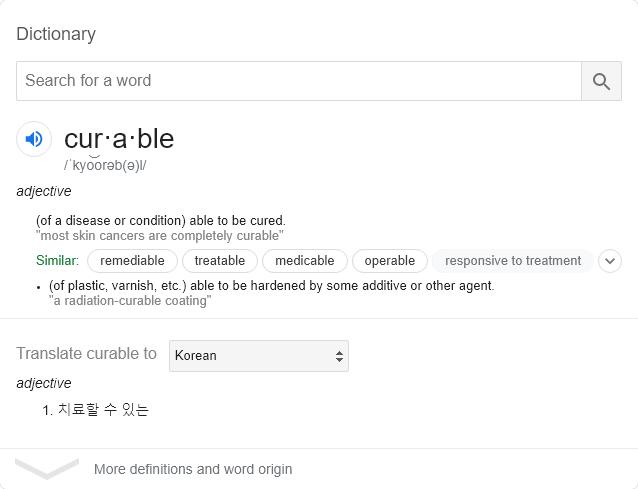 Dictionary
Search for a word
cur·a·ble
/ˈkyo͝orəb(ə)l/
adjective
(of a disease or condition) able to be cured.
"most skin cancers are completely curable"
Similar: remediable treatable medicable operable responsive to treatment
• (of plastic, varnish, etc.) able to be hardened by some additive or other agent.
"a radiation-curable coating"
Translate curable to Korean
adjective
1. 치료할 수 있는
More definitions and word origin